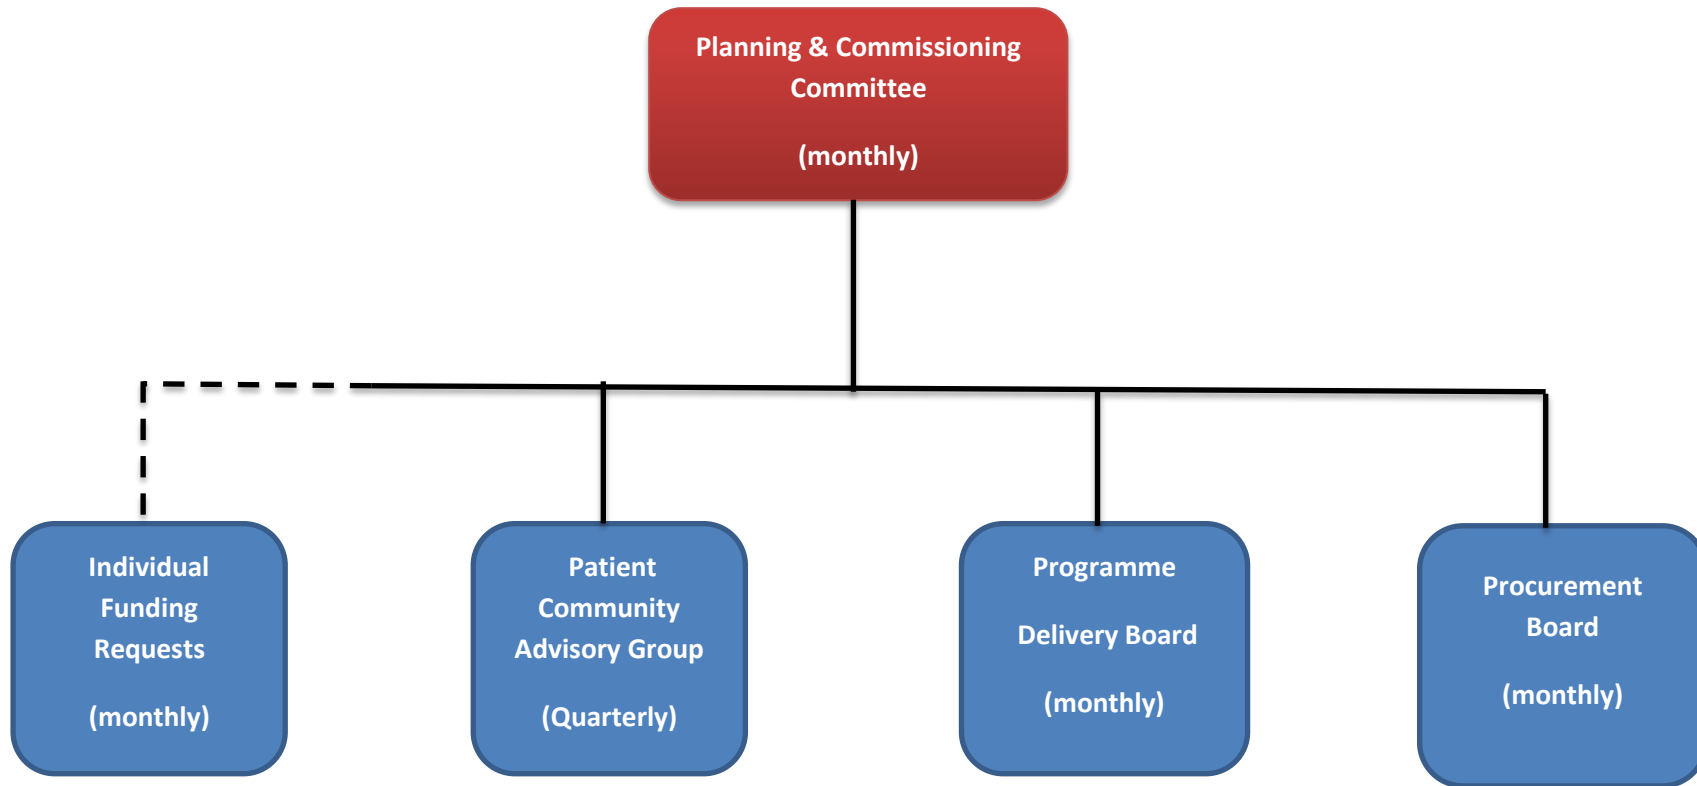 Planning & Commissioning
Committee
(monthly)
Individual
Funding
Requests
(monthly)
Patient
Community
Advisory Group
(Quarterly)
Programme
Delivery Board
(monthly)
Procurement
Board
(monthly)